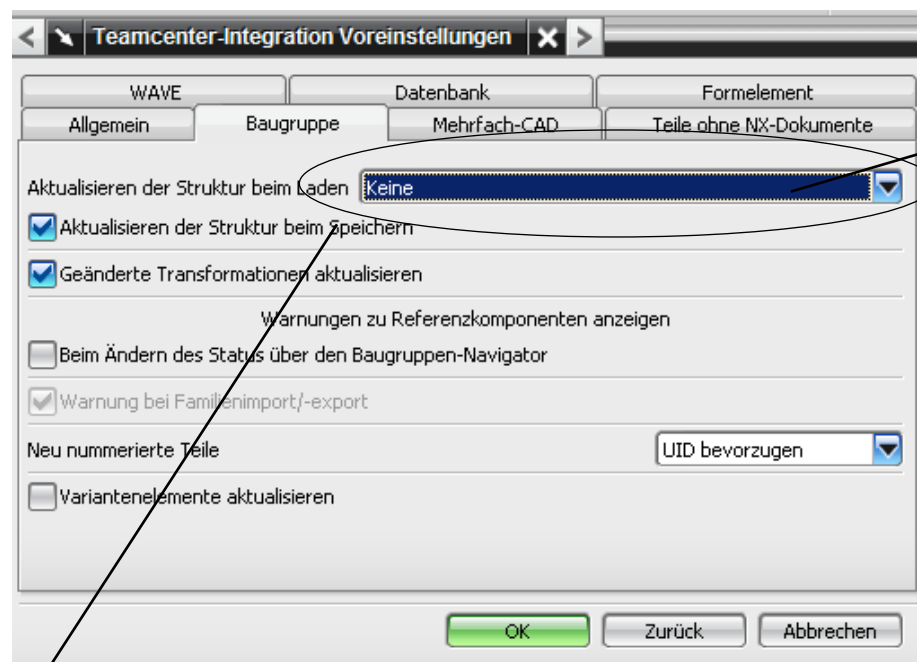 Teamcenter-Integration Voreinstellungen
WAVE Datenbank Formelement
Allgemein Baugruppe Mehrfach-CAD Teile ohne NX-Dokumente
Aktualisieren der Struktur beim Laden Keine
Aktualisieren der Struktur beim Speichern
Geänderte Transformationen aktualisieren
Warnungen zu Referenzkomponenten anzeigen
Beim Ändern des Status über den Baugruppen-Navigator
Warnung bei Familienimport/-export
Neu nummerierte Teile UID bevorzugen
Variantenelemente aktualisieren
OK Zurück Abbrechen